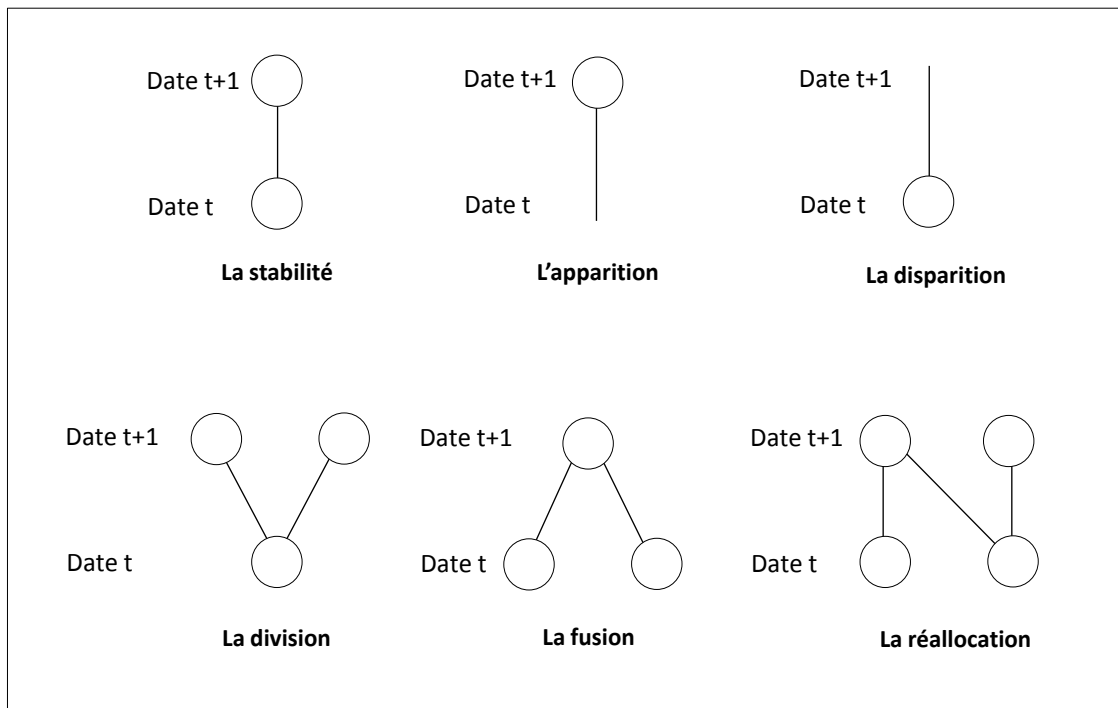 Date t+1
Date t
La stabilité
Date t+1
Date t
L’apparition
Date t+1
Date t
La disparition
Date t+1
Date t
La division
Date t+1
Date t
La fusion
Date t+1
Date t
La réallocation